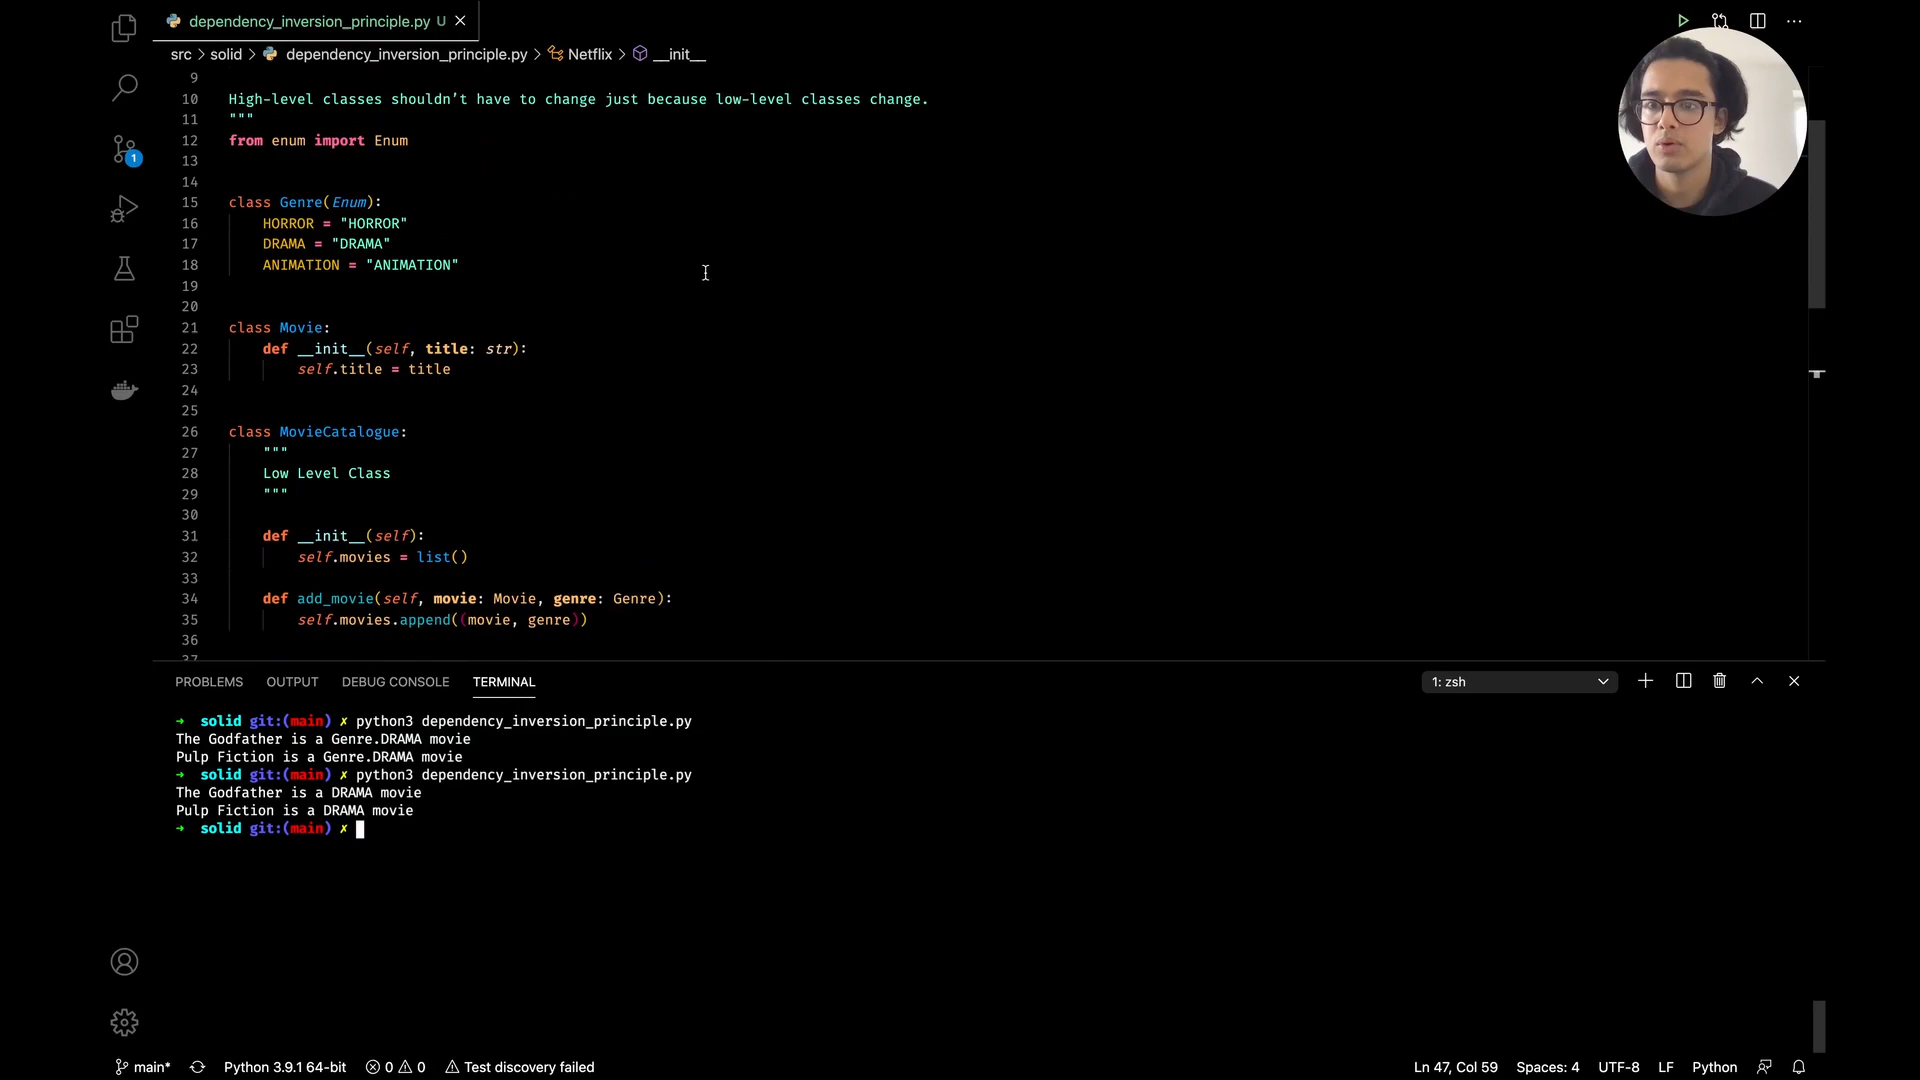 dependency_inversion_principle.py U
src > solid > dependency_inversion_principle.py > Netflix > __init__
9
10 High-level classes shouldn’t have to change just because low-level classes change.
11 """
12 from enum import Enum
13
14
15 class Genre(Enum):
16 HORROR = "HORROR"
17 DRAMA = "DRAMA"
18 ANIMATION = "ANIMATION"
19
20
21 class Movie:
22 def __init__(self, title: str):
23 self.title = title
24
25
26 class MovieCatalogue:
27 """
28 Low Level Class
29 """
30
31 def __init__(self):
32 self.movies = list()
33
34 def add_movie(self, movie: Movie, genre: Genre):
35 self.movies.append((movie, genre))
36
37
PROBLEMS OUTPUT DEBUG CONSOLE TERMINAL 1: zsh
→ solid git:(main) ✗ python3 dependency_inversion_principle.py
The Godfather is a Genre.DRAMA movie
Pulp Fiction is a Genre.DRAMA movie
→ solid git:(main) ✗ python3 dependency_inversion_principle.py
The Godfather is a DRAMA movie
Pulp Fiction is a DRAMA movie
→ solid git:(main) ✗
1
main* Python 3.9.1 64-bit 0 0 Test discovery failed Ln 47, Col 59 Spaces: 4 UTF-8 LF Python